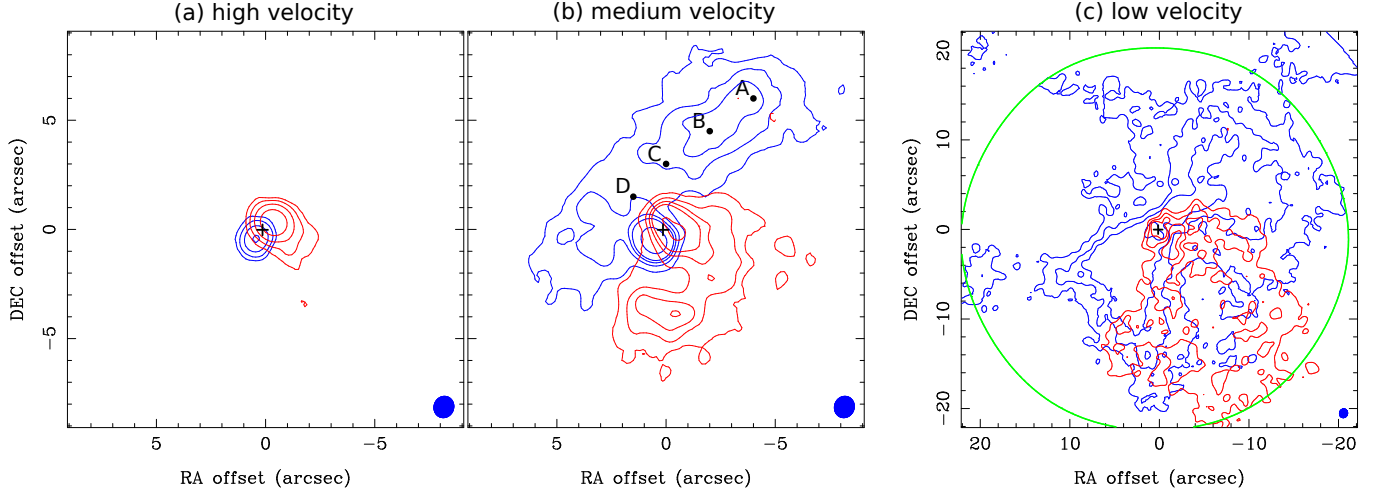 (a) high velocity
(b) medium velocity
(c) low velocity
DEC offset (arcsec)
5
0
−5
5
0
−5
RA offset (arcsec)
A
B
C
D
5
0
−5
RA offset (arcsec)
DEC offset (arcsec)
20
10
0
−10
−20
20
10
0
−10
−20
RA offset (arcsec)